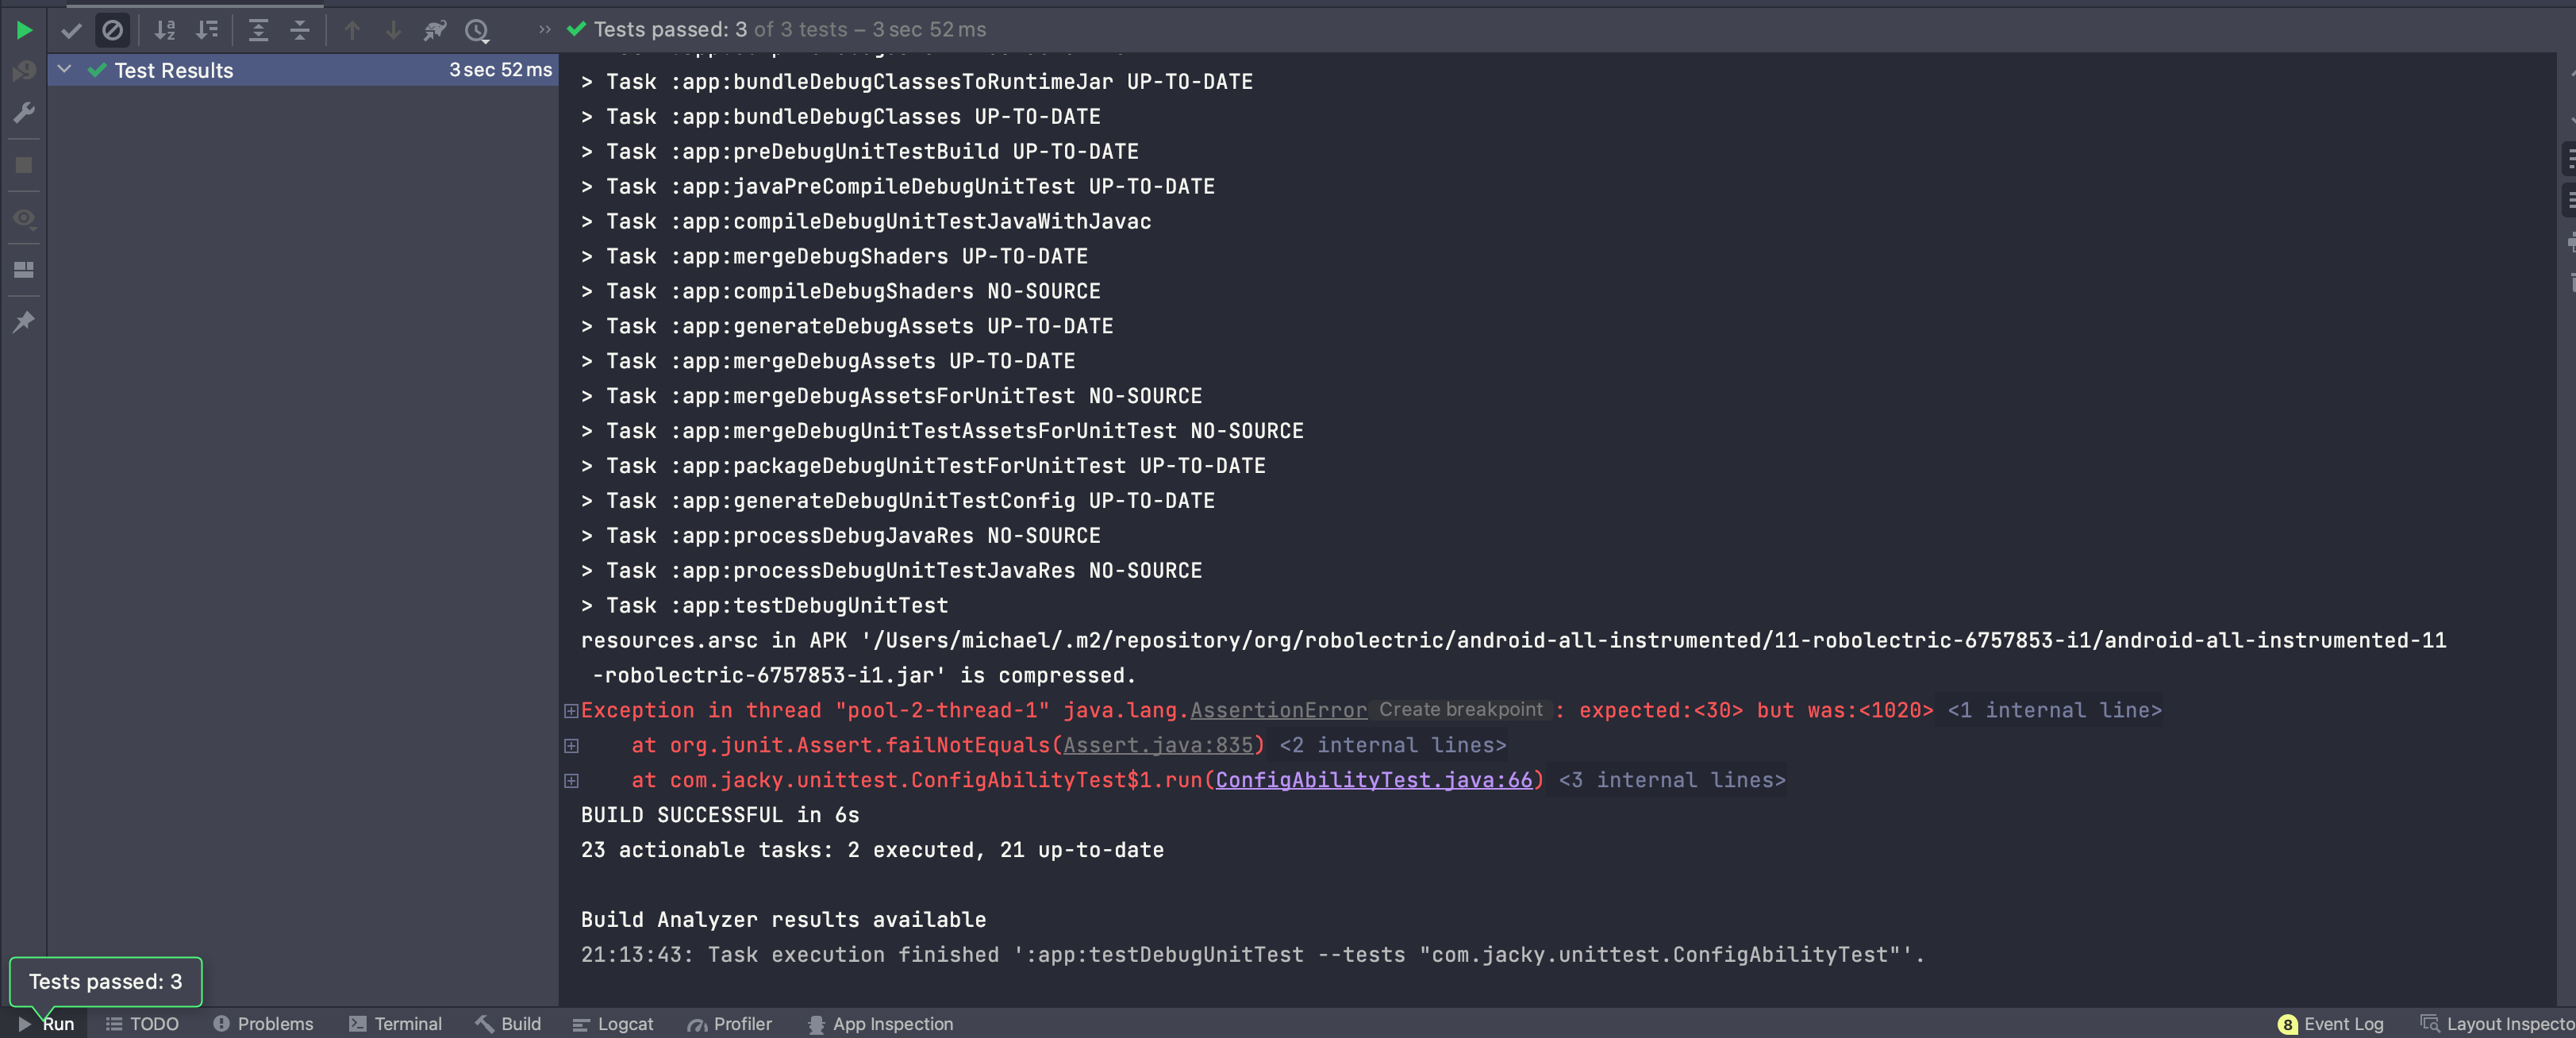 Tests passed: 3 of 3 tests – 3 sec 52 ms
Test Results 3 sec 52 ms
> Task :app:bundleDebugClassesToRuntimeJar UP-TO-DATE
> Task :app:bundleDebugClasses UP-TO-DATE
> Task :app:preDebugUnitTestBuild UP-TO-DATE
> Task :app:javaPreCompileDebugUnitTest UP-TO-DATE
> Task :app:compileDebugUnitTestJavaWithJavac
> Task :app:mergeDebugShaders UP-TO-DATE
> Task :app:compileDebugShaders NO-SOURCE
> Task :app:generateDebugAssets UP-TO-DATE
> Task :app:mergeDebugAssets UP-TO-DATE
> Task :app:mergeDebugAssetsForUnitTest NO-SOURCE
> Task :app:mergeDebugUnitTestAssetsForUnitTest NO-SOURCE
> Task :app:packageDebugUnitTestForUnitTest UP-TO-DATE
> Task :app:generateDebugUnitTestConfig UP-TO-DATE
> Task :app:processDebugJavaRes NO-SOURCE
> Task :app:processDebugUnitTestJavaRes NO-SOURCE
> Task :app:testDebugUnitTest
resources.arsc in APK '/Users/michael/.m2/repository/org/robolectric/android-all-instrumented/11-robolectric-6757853-i1/android-all-instrumented-11
-robolectric-6757853-i1.jar' is compressed.
Exception in thread "pool-2-thread-1" java.lang.AssertionError Create breakpoint : expected:<30> but was:<1020> <1 internal line>
at org.junit.Assert.failNotEquals(Assert.java:835) <2 internal lines>
at com.jacky.unittest.ConfigAbilityTest$1.run(ConfigAbilityTest.java:66) <3 internal lines>
BUILD SUCCESSFUL in 6s
23 actionable tasks: 2 executed, 21 up-to-date
Build Analyzer results available
21:13:43: Task execution finished ':app:testDebugUnitTest --tests "com.jacky.unittest.ConfigAbilityTest"'.
Tests passed: 3
Run TODO Problems Terminal Build Logcat Profiler App Inspection 8 Event Log Layout Inspecto